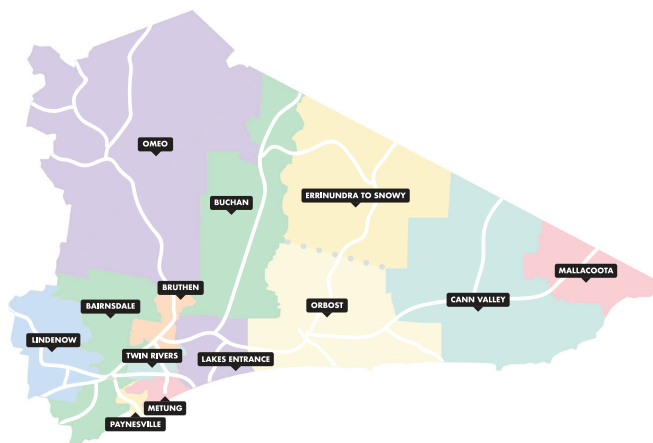 OMEO
BUCHAN
ERRINUNDRA TO SNOWY
MALLACOOTA
BRUTHEN
BAIRNSDALE
ORBOST
CANN VALLEY
LINDENOW
TWIN RIVERS
LAKES ENTRANCE
METUNG
PAYNESVILLE